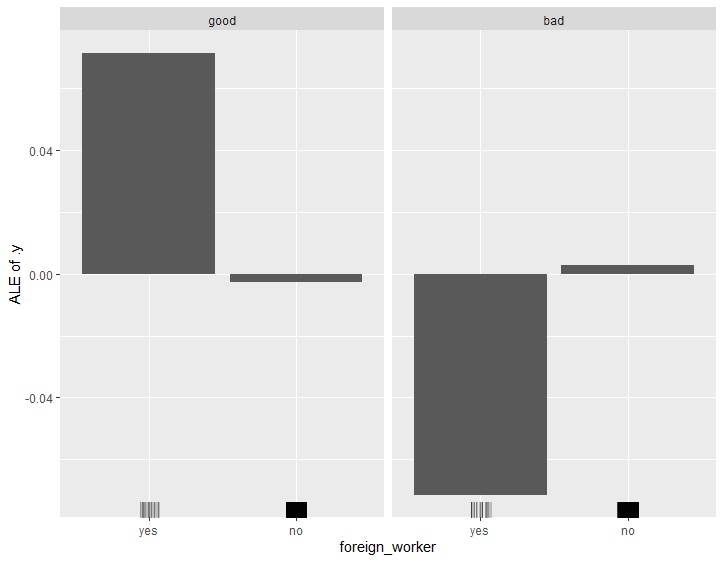 good bad
ALE of .y
0.04
0.00
-0.04
yes no yes no
foreign_worker